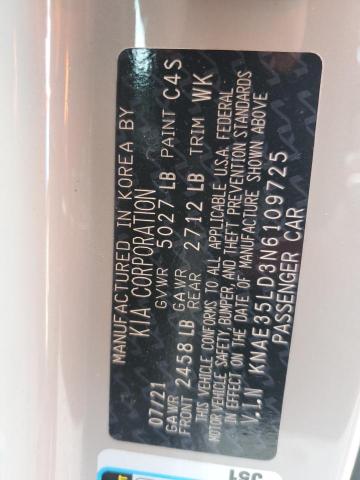 MANUFACTURED IN KOREA BY
KIA CORPORATION
07/21 GVWR 5027 LB PAINT C4S
GAWR GAWR
FRONT 2458 LB REAR 2712 LB TRIM WK
THIS VEHICLE CONFORMS TO ALL APPLICABLE U.S.A. FEDERAL
MOTOR VEHICLE SAFETY, BUMPER, AND THEFT PREVENTION STANDARDS
IN EFFECT ON THE DATE OF MANUFACTURE SHOWN ABOVE
V.I.N KNAE35LD3N6109725
PASSENGER CAR
J51